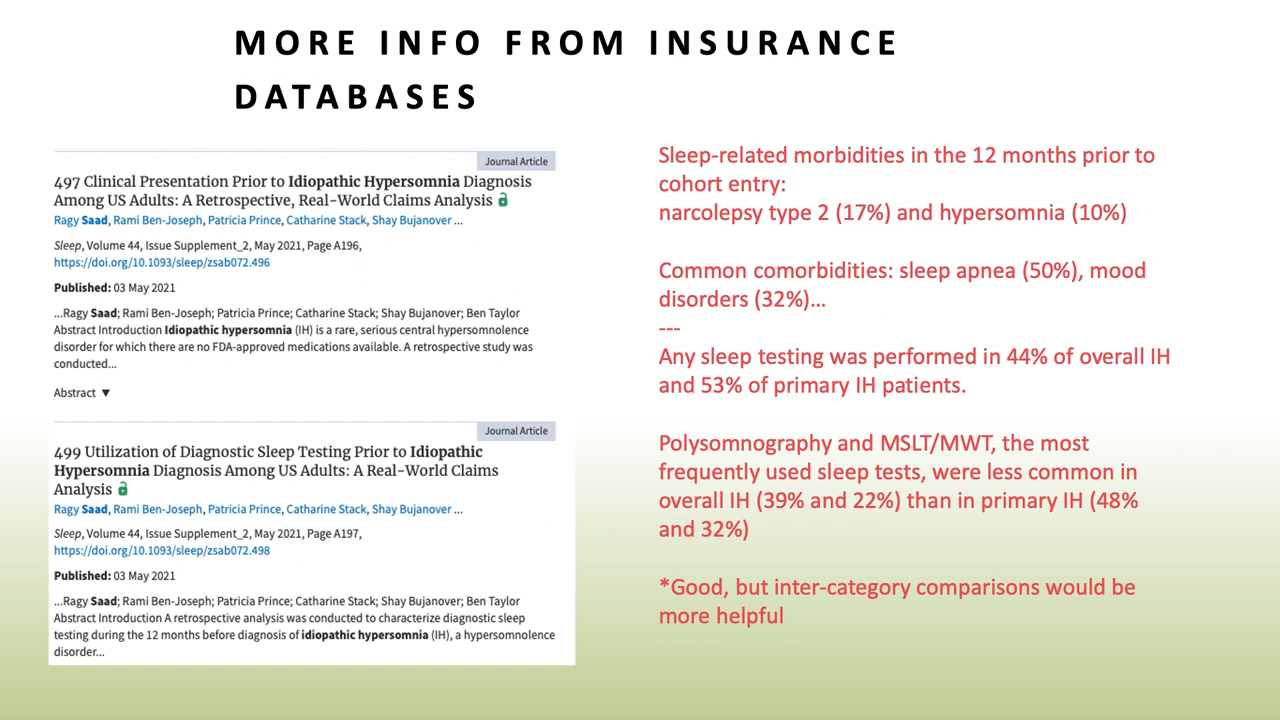 MORE INFO FROM INSURANCE
DATABASES
Journal Article
497 Clinical Presentation Prior to Idiopathic Hypersomnia Diagnosis
Among US Adults: A Retrospective, Real-World Claims Analysis
Ragy Saad, Rami Ben-Joseph, Patricia Prince, Catharine Stack, Shay Bujanover ...
Sleep, Volume 44, Issue Supplement_2, May 2021, Page A196,
https://doi.org/10.1093/sleep/zsab072.496
Published: 03 May 2021
...Ragy Saad; Rami Ben-Joseph; Patricia Prince; Catharine Stack; Shay Bujanover; Ben Taylor
Abstract Introduction Idiopathic hypersomnia (IH) is a rare, serious central hypersomnolence
disorder for which there are no FDA-approved medications available. A retrospective study was
conducted...
Abstract ▼
Journal Article
499 Utilization of Diagnostic Sleep Testing Prior to Idiopathic
Hypersomnia Diagnosis Among US Adults: A Real-World Claims
Analysis
Ragy Saad, Rami Ben-Joseph, Patricia Prince, Catharine Stack, Shay Bujanover ...
Sleep, Volume 44, Issue Supplement_2, May 2021, Page A197,
https://doi.org/10.1093/sleep/zsab072.498
Published: 03 May 2021
...Ragy Saad; Rami Ben-Joseph; Patricia Prince; Catharine Stack; Shay Bujanover; Ben Taylor
Abstract Introduction A retrospective analysis was conducted to characterize diagnostic sleep
testing during the 12 months before diagnosis of idiopathic hypersomnia (IH), a hypersomnolence
disorder...
Sleep-related morbidities in the 12 months prior to
cohort entry:
narcolepsy type 2 (17%) and hypersomnia (10%)
Common comorbidities: sleep apnea (50%), mood
disorders (32%)...
---
Any sleep testing was performed in 44% of overall IH
and 53% of primary IH patients.
Polysomnography and MSLT/MWT, the most
frequently used sleep tests, were less common in
overall IH (39% and 22%) than in primary IH (48%
and 32%)
*Good, but inter-category comparisons would be
more helpful